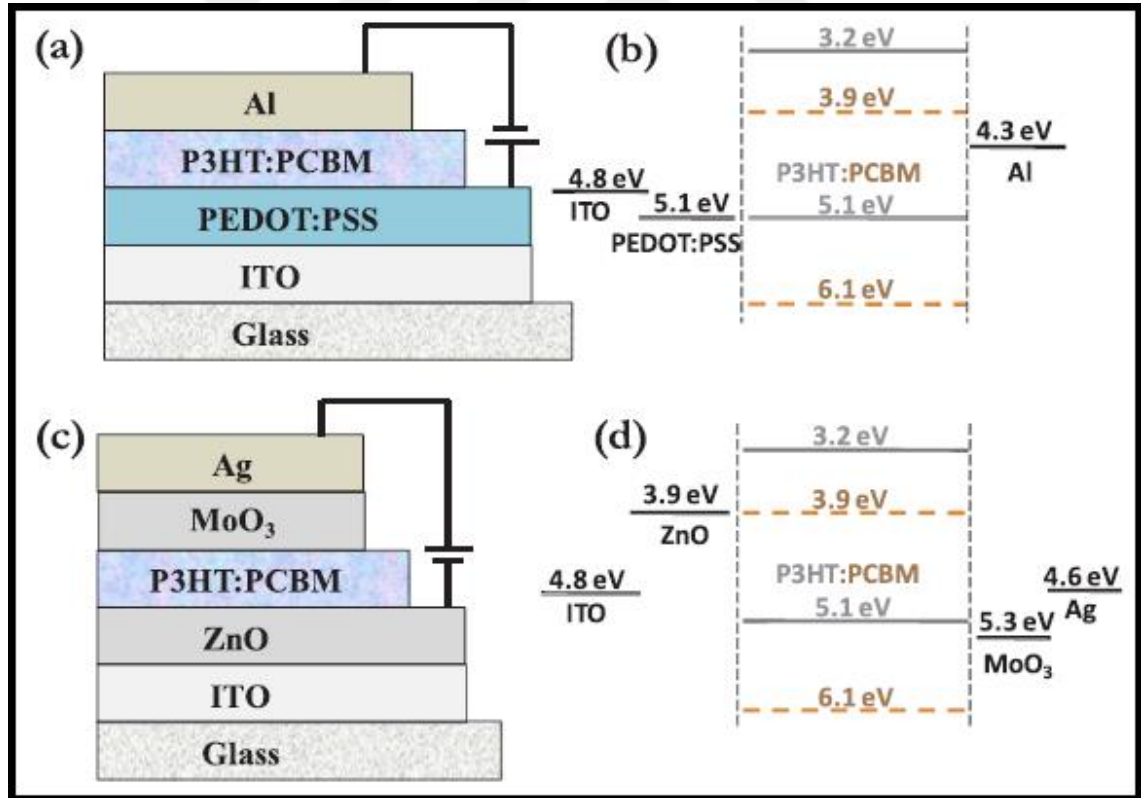 (a)
Al
P3HT:PCBM
PEDOT:PSS
ITO
Glass
(b)
3.2 eV
3.9 eV
4.3 eV
Al
P3HT:PCBM
4.8 eV
ITO
5.1 eV
PEDOT:PSS
5.1 eV
6.1 eV
(c)
Ag
MoO₃
P3HT:PCBM
ZnO
ITO
Glass
(d)
3.2 eV
3.9 eV
ZnO
3.9 eV
P3HT:PCBM
4.8 eV
ITO
5.1 eV
4.6 eV
Ag
5.3 eV
MoO₃
6.1 eV